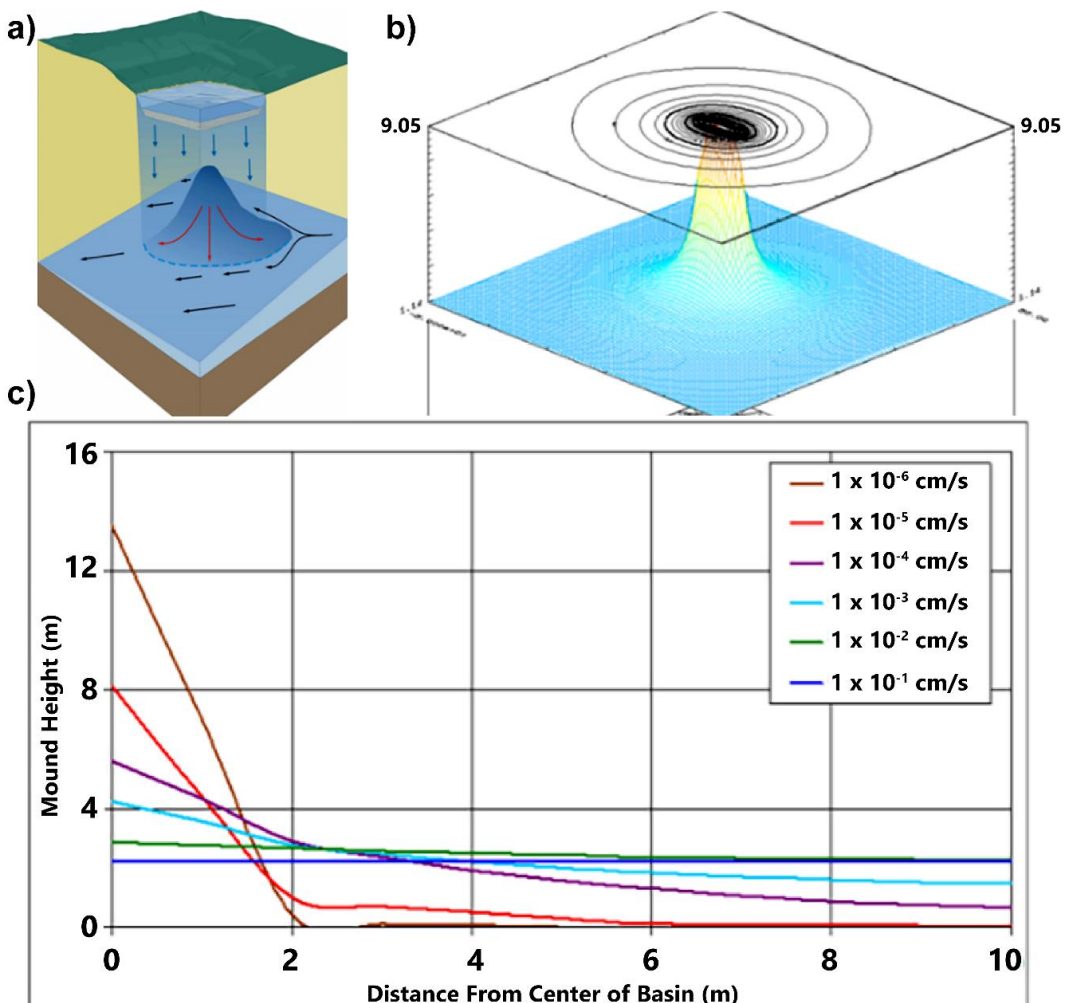 a)
b)
9.05
9.05
c)
16
12
8
4
0
Mound Height (m)
1 x 10⁻⁶ cm/s
1 x 10⁻⁵ cm/s
1 x 10⁻⁴ cm/s
1 x 10⁻³ cm/s
1 x 10⁻² cm/s
1 x 10⁻¹ cm/s
0
2
4
6
8
10
Distance From Center of Basin (m)